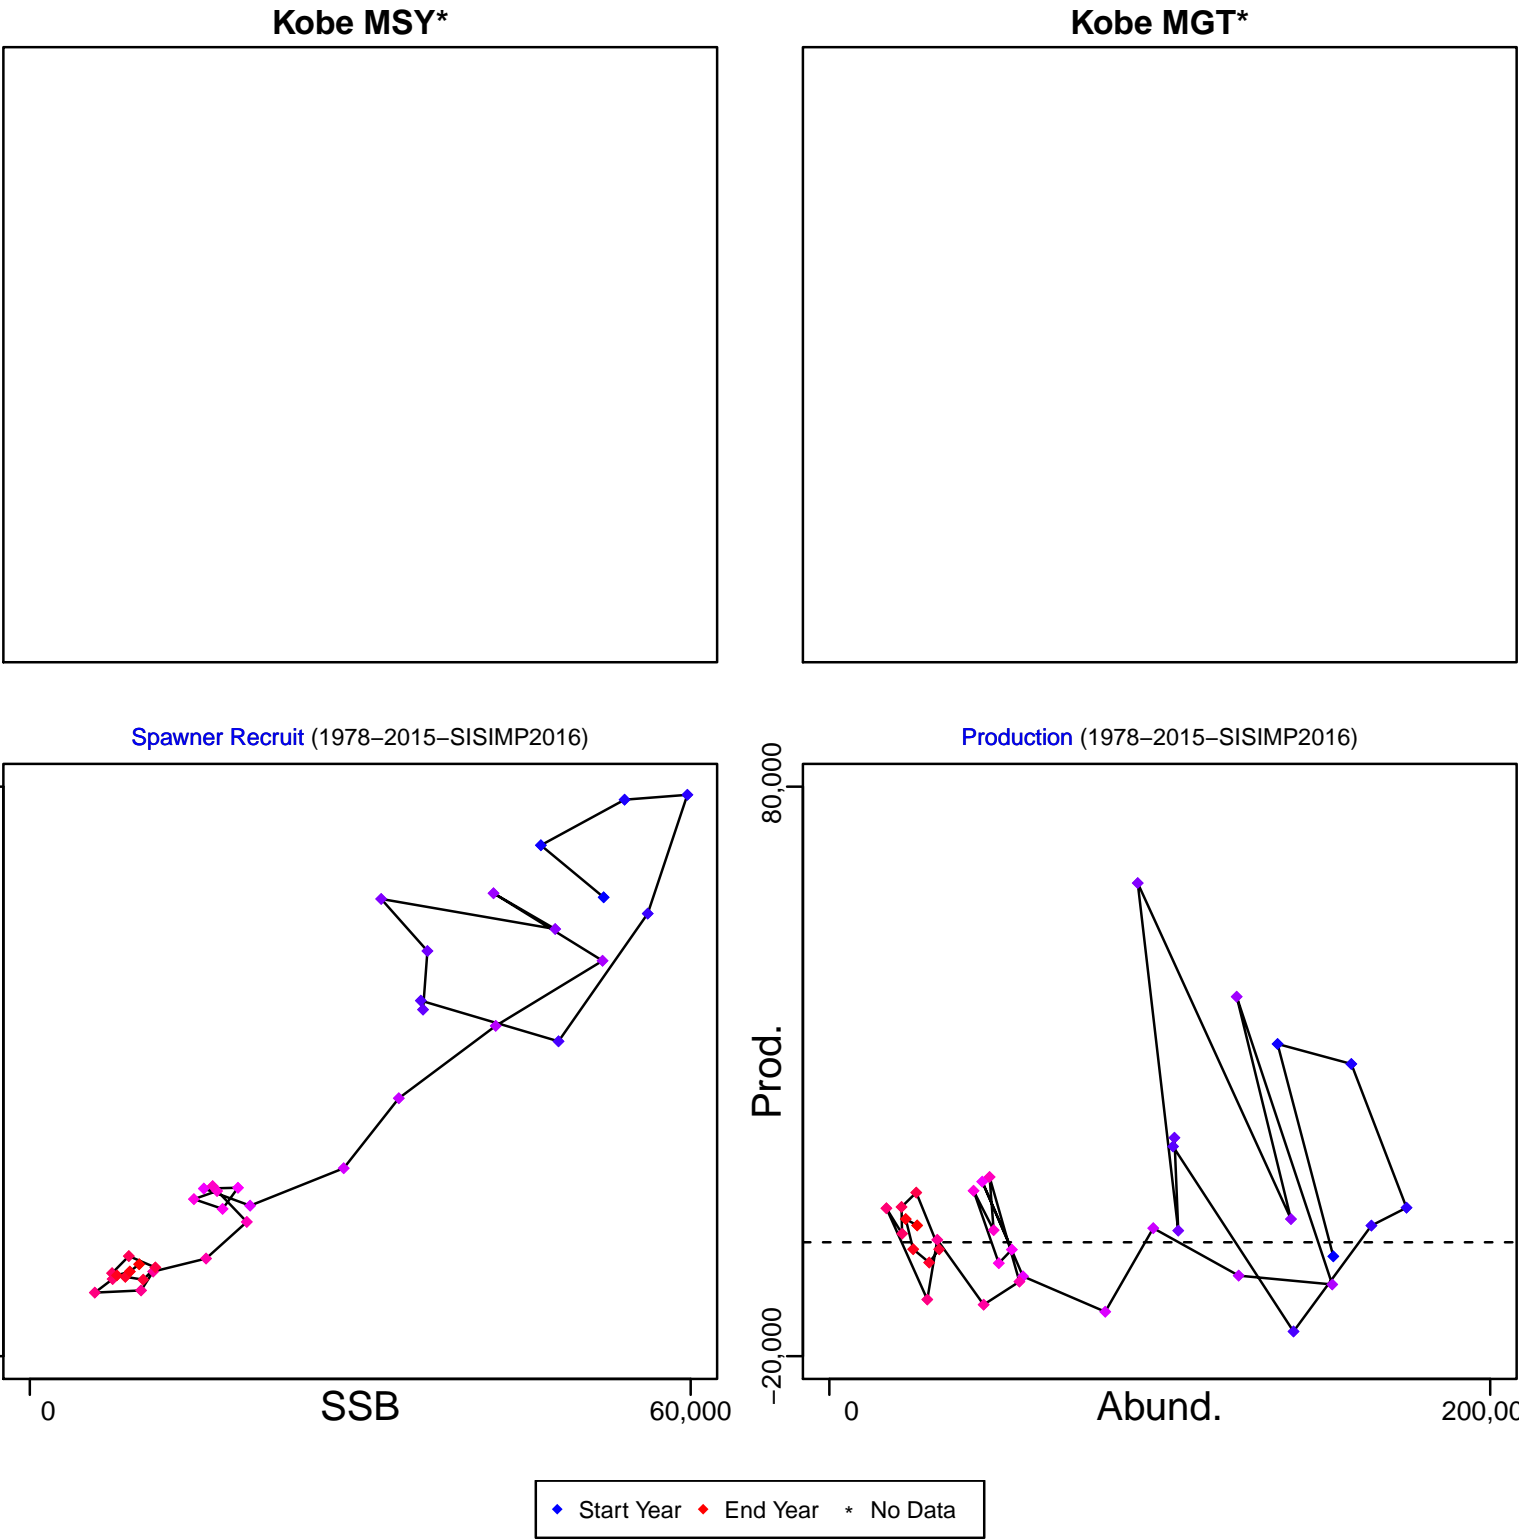 Kobe MSY*
Kobe MGT*
Spawner Recruit (1978−2015−SISIMP2016)
Production (1978−2015−SISIMP2016)
80,000
Prod.
−20,000
0
SSB
60,000
0
Abund.
200,00
Start Year
End Year
* No Data